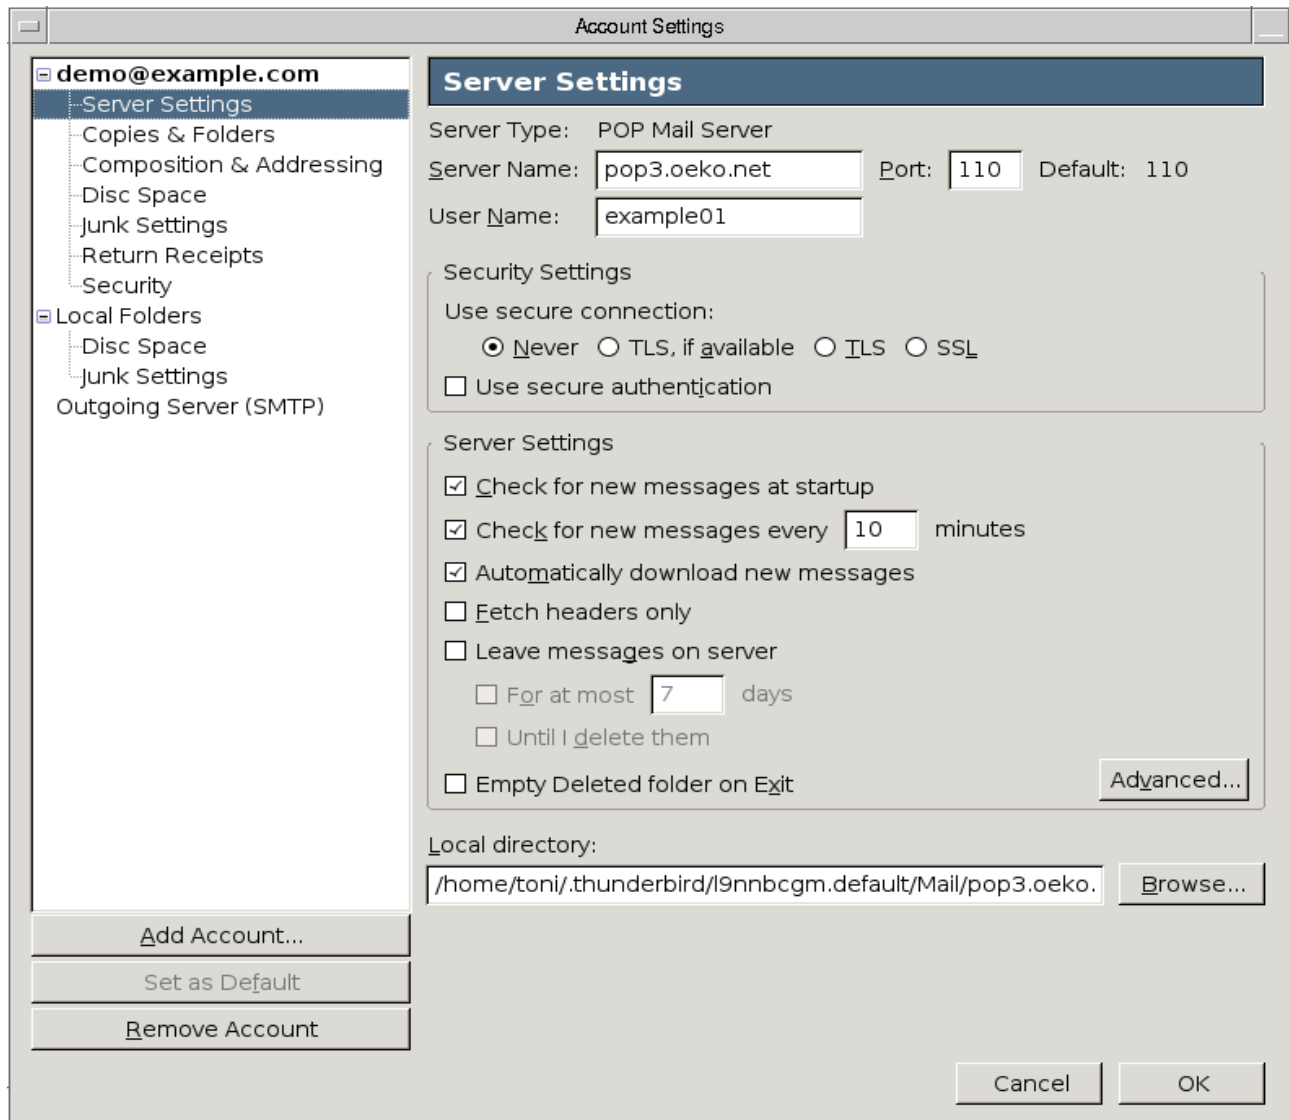 Account Settings
demo@example.com
Server Settings
Copies & Folders
Composition & Addressing
Disc Space
Junk Settings
Return Receipts
Security
Local Folders
Disc Space
Junk Settings
Outgoing Server (SMTP)
Add Account...
Set as Default
Remove Account
Server Settings
Server Type: POP Mail Server
Server Name: pop3.oeko.net Port: 110 Default: 110
User Name: example01
Security Settings
Use secure connection:
Never TLS, if available TLS SSL
Use secure authentication
Server Settings
Check for new messages at startup
Check for new messages every 10 minutes
Automatically download new messages
Fetch headers only
Leave messages on server
For at most 7 days
Until I delete them
Empty Deleted folder on Exit Advanced...
Local directory:
/home/toni/.thunderbird/l9nnbcgm.default/Mail/pop3.oeko. Browse...
Cancel OK